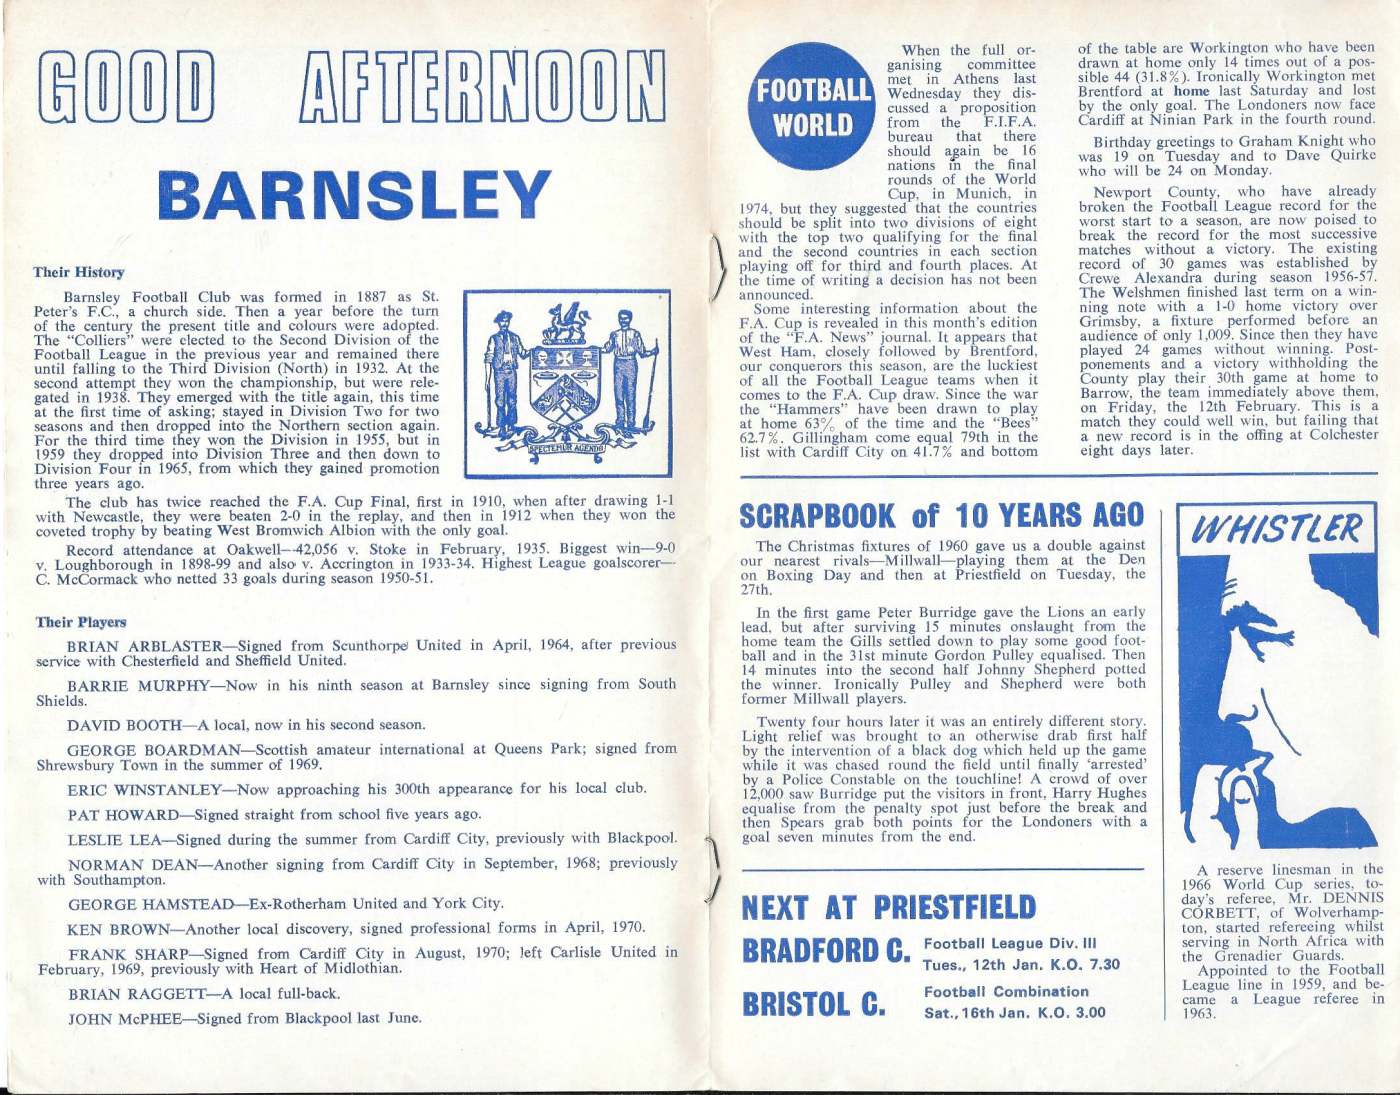 GOOD AFTERNOON
BARNSLEY
Their History
Barnsley Football Club was formed in 1887 as St.
Peter's F.C., a church side. Then a year before the turn
of the century the present title and colours were adopted.
The "Colliers" were elected to the Second Division of the
Football League in the previous year and remained there
until falling to the Third Division (North) in 1932. At the
second attempt they won the championship, but were rele-
gated in 1938. They emerged with the title again, this time
at the first time of asking; stayed in Division Two for two
seasons and then dropped into the Northern section again.
For the third time they won the Division in 1955, but in
1959 they dropped into Division Three and then down to
Division Four in 1965, from which they gained promotion
three years ago.
SPECTEMUR AGENDO
The club has twice reached the F.A. Cup Final, first in 1910, when after drawing 1-1
with Newcastle, they were beaten 2-0 in the replay, and then in 1912 when they won the
coveted trophy by beating West Bromwich Albion with the only goal.
Record attendance at Oakwell—42,056 v. Stoke in February, 1935. Biggest win—9-0
v. Loughborough in 1898-99 and also v. Accrington in 1933-34. Highest League goalscorer—
C. McCormack who netted 33 goals during season 1950-51.
Their Players
BRIAN ARBLASTER—Signed from Scunthorpe United in April, 1964, after previous
service with Chesterfield and Sheffield United.
BARRIE MURPHY—Now in his ninth season at Barnsley since signing from South
Shields.
DAVID BOOTH—A local, now in his second season.
GEORGE BOARDMAN—Scottish amateur international at Queens Park; signed from
Shrewsbury Town in the summer of 1969.
ERIC WINSTANLEY—Now approaching his 300th appearance for his local club.
PAT HOWARD—Signed straight from school five years ago.
LESLIE LEA—Signed during the summer from Cardiff City, previously with Blackpool.
NORMAN DEAN—Another signing from Cardiff City in September, 1968; previously
with Southampton.
GEORGE HAMSTEAD—Ex-Rotherham United and York City.
KEN BROWN—Another local discovery, signed professional forms in April, 1970.
FRANK SHARP—Signed from Cardiff City in August, 1970; left Carlisle United in
February, 1969, previously with Heart of Midlothian.
BRIAN RAGGETT—A local full-back.
JOHN McPHEE—Signed from Blackpool last June.
FOOTBALL
WORLD
When the full or-
ganising committee
met in Athens last
Wednesday they dis-
cussed a proposition
from the F.I.F.A.
bureau that there
should again be 16
nations in the final
rounds of the World
Cup, in Munich, in
1974, but they suggested that the countries
should be split into two divisions of eight
with the top two qualifying for the final
and the second countries in each section
playing off for third and fourth places. At
the time of writing a decision has not been
announced.
Some interesting information about the
F.A. Cup is revealed in this month's edition
of the "F.A. News" journal. It appears that
West Ham, closely followed by Brentford,
our conquerors this season, are the luckiest
of all the Football League teams when it
comes to the F.A. Cup draw. Since the war
the "Hammers" have been drawn to play
at home 63% of the time and the "Bees"
62.7%. Gillingham come equal 79th in the
list with Cardiff City on 41.7% and bottom
of the table are Workington who have been
drawn at home only 14 times out of a pos-
sible 44 (31.8%). Ironically Workington met
Brentford at home last Saturday and lost
by the only goal. The Londoners now face
Cardiff at Ninian Park in the fourth round.
Birthday greetings to Graham Knight who
was 19 on Tuesday and to Dave Quirke
who will be 24 on Monday.
Newport County, who have already
broken the Football League record for the
worst start to a season, are now poised to
break the record for the most successive
matches without a victory. The existing
record of 30 games was established by
Crewe Alexandra during season 1956-57.
The Welshmen finished last term on a win-
ning note with a 1-0 home victory over
Grimsby, a fixture performed before an
audience of only 1,009. Since then they have
played 24 games without winning. Post-
ponements and a victory withholding the
County play their 30th game at home to
Barrow, the team immediately above them,
on Friday, the 12th February. This is a
match they could well win, but failing that
a new record is in the offing at Colchester
eight days later.
SCRAPBOOK of 10 YEARS AGO
The Christmas fixtures of 1960 gave us a double against
our nearest rivals—Millwall—playing them at the Den
on Boxing Day and then at Priestfield on Tuesday, the
27th.
In the first game Peter Burridge gave the Lions an early
lead, but after surviving 15 minutes onslaught from the
home team the Gills settled down to play some good foot-
ball and in the 31st minute Gordon Pulley equalised. Then
14 minutes into the second half Johnny Shepherd potted
the winner. Ironically Pulley and Shepherd were both
former Millwall players.
Twenty four hours later it was an entirely different story.
Light relief was brought to an otherwise drab first half
by the intervention of a black dog which held up the game
while it was chased round the field until finally 'arrested'
by a Police Constable on the touchline! A crowd of over
12,000 saw Burridge put the visitors in front, Harry Hughes
equalise from the penalty spot just before the break and
then Spears grab both points for the Londoners with a
goal seven minutes from the end.
NEXT AT PRIESTFIELD
BRADFORD C. Football League Div. III
Tues., 12th Jan. K.O. 7.30
BRISTOL C. Football Combination
Sat., 16th Jan. K.O. 3.00
WHISTLER
A reserve linesman in the
1966 World Cup series, to-
day's referee, Mr. DENNIS
CORBETT, of Wolverhamp-
ton, started refereeing whilst
serving in North Africa with
the Grenadier Guards.
Appointed to the Football
League line in 1959, and be-
came a League referee in
1963.